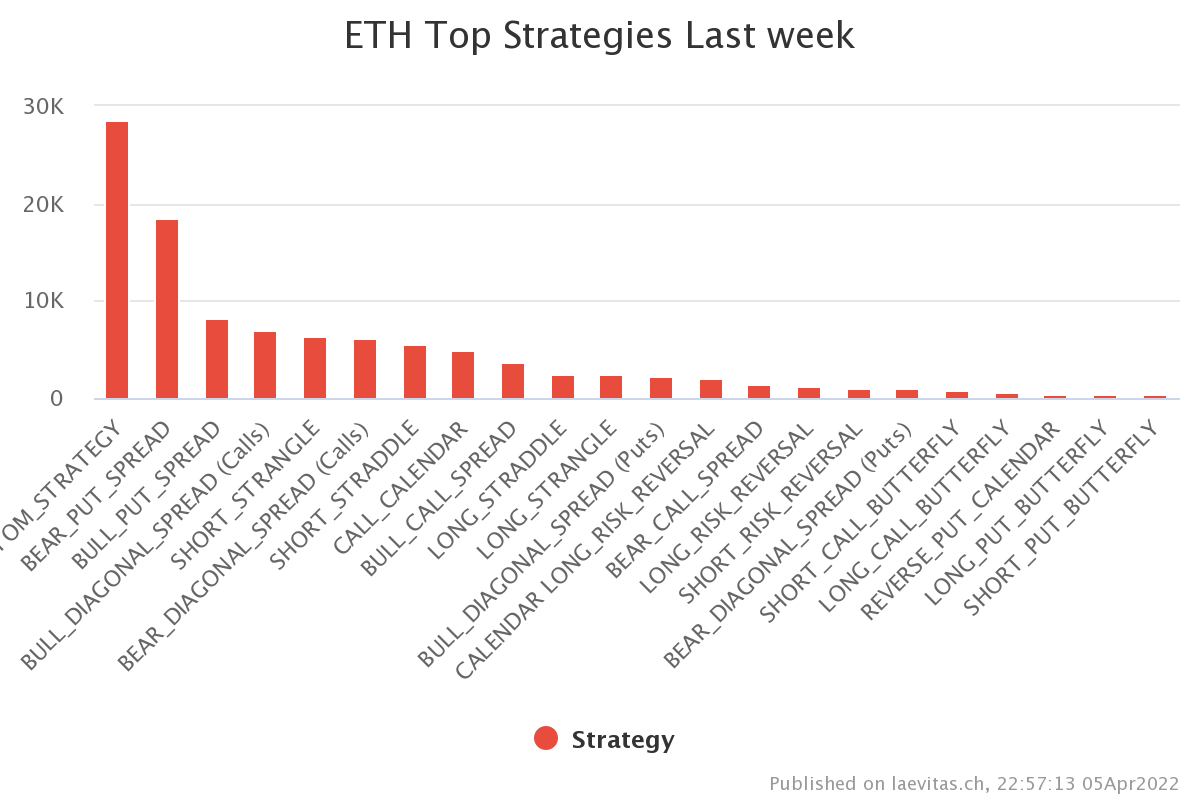 ETH Top Strategies Last week
30K
20K
10K
0
TOM_STRATEGY
BEAR_PUT_SPREAD
BULL_PUT_SPREAD
BULL_DIAGONAL_SPREAD (Calls)
SHORT_STRANGLE
BEAR_DIAGONAL_SPREAD (Calls)
SHORT_STRADDLE
CALL_CALENDAR
BULL_CALL_SPREAD
LONG_STRADDLE
LONG_STRANGLE
BULL_DIAGONAL_SPREAD (Puts)
CALENDAR LONG_RISK_REVERSAL
BEAR_CALL_SPREAD
LONG_RISK_REVERSAL
SHORT_RISK_REVERSAL
BEAR_DIAGONAL_SPREAD (Puts)
SHORT_CALL_BUTTERFLY
LONG_CALL_BUTTERFLY
REVERSE_PUT_CALENDAR
LONG_PUT_BUTTERFLY
SHORT_PUT_BUTTERFLY
Strategy
Published on laevitas.ch, 22:57:13 05Apr2022